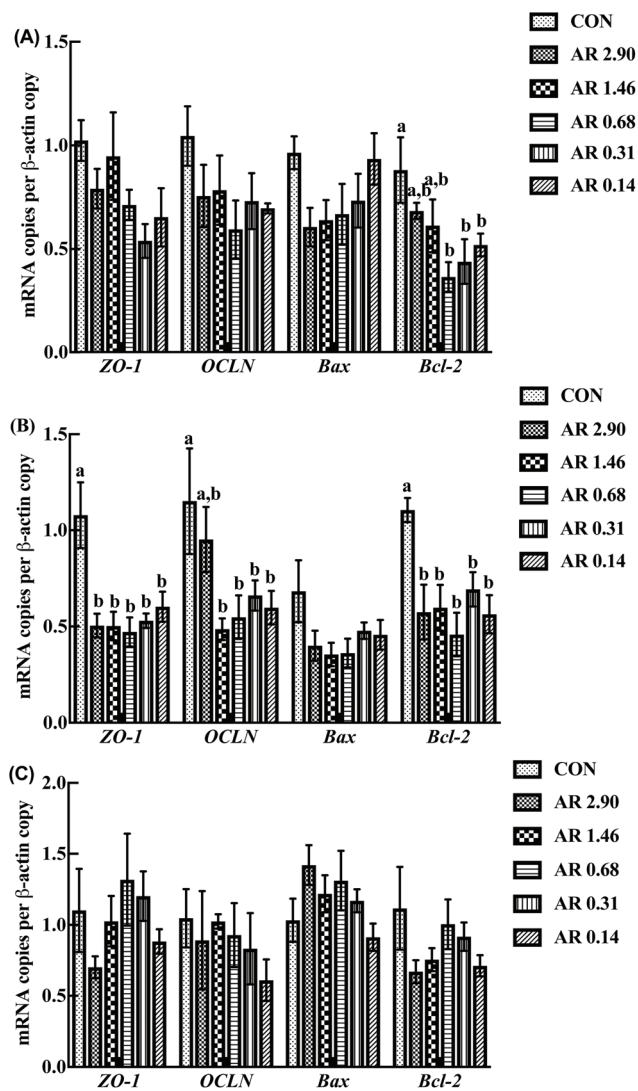 (A)
CON
AR 2.90
AR 1.46
AR 0.68
AR 0.31
AR 0.14
mRNA copies per β-actin copy
1.5
1.0
0.5
0.0
a
a,b
a,b
b
b
b
ZO-1
OCLN
Bax
Bcl-2
(B)
CON
AR 2.90
AR 1.46
AR 0.68
AR 0.31
AR 0.14
mRNA copies per β-actin copy
1.5
1.0
0.5
0.0
a
b b b b b
a
a,b
b b b b
a
b b b b b
ZO-1
OCLN
Bax
Bcl-2
(C)
CON
AR 2.90
AR 1.46
AR 0.68
AR 0.31
AR 0.14
mRNA copies per β-actin copy
2.0
1.5
1.0
0.5
0.0
ZO-1
OCLN
Bax
Bcl-2